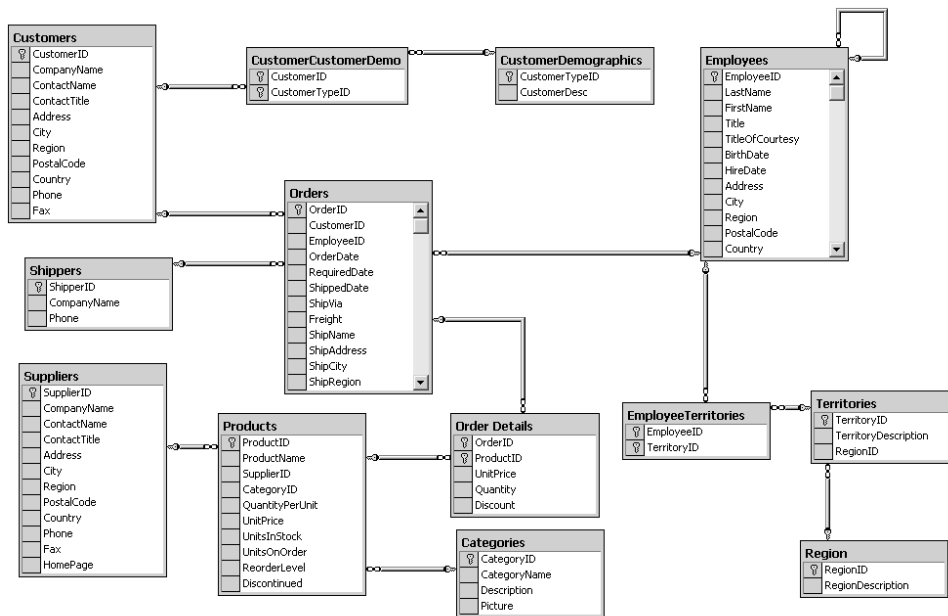 Customers
CustomerID
CompanyName
ContactName
ContactTitle
Address
City
Region
PostalCode
Country
Phone
Fax
CustomerCustomerDemo
CustomerID
CustomerTypeID
CustomerDemographics
CustomerTypeID
CustomerDesc
Employees
EmployeeID
LastName
FirstName
Title
TitleOfCourtesy
BirthDate
HireDate
Address
City
Region
PostalCode
Country
Orders
OrderID
CustomerID
EmployeeID
OrderDate
RequiredDate
ShippedDate
ShipVia
Freight
ShipName
ShipAddress
ShipCity
ShipRegion
Shippers
ShipperID
CompanyName
Phone
Suppliers
SupplierID
CompanyName
ContactName
ContactTitle
Address
City
Region
PostalCode
Country
Phone
Fax
HomePage
Products
ProductID
ProductName
SupplierID
CategoryID
QuantityPerUnit
UnitPrice
UnitsInStock
UnitsOnOrder
ReorderLevel
Discontinued
Order Details
OrderID
ProductID
UnitPrice
Quantity
Discount
EmployeeTerritories
EmployeeID
TerritoryID
Territories
TerritoryID
TerritoryDescription
RegionID
Categories
CategoryID
CategoryName
Description
Picture
Region
RegionID
RegionDescription